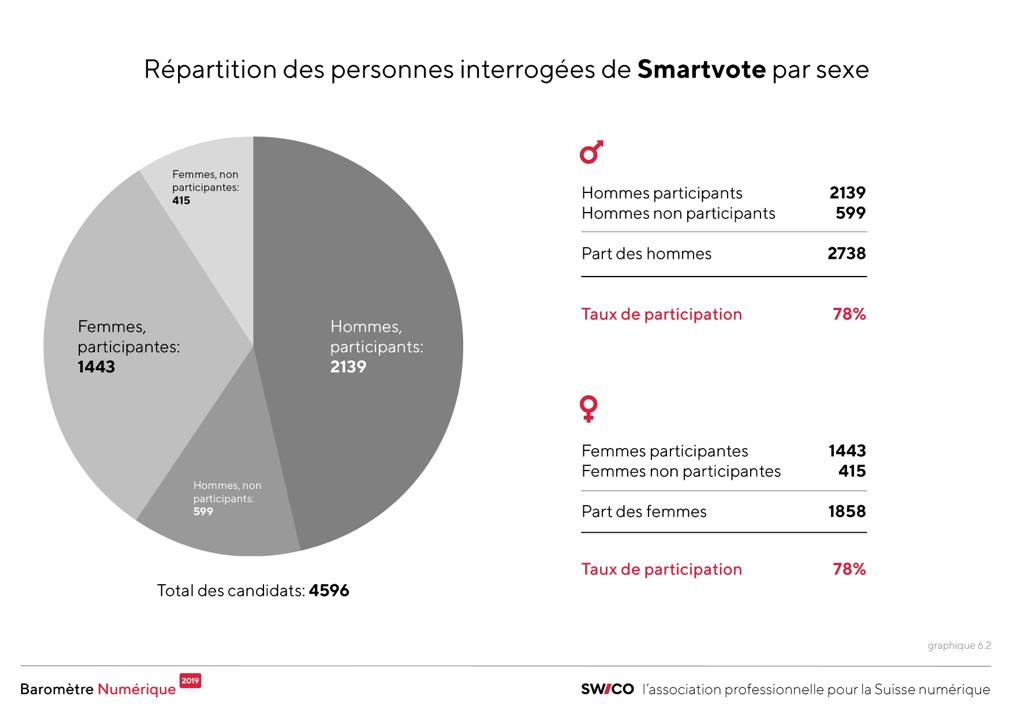 Répartition des personnes interrogées de Smartvote par sexe
Femmes, non
participantes:
415
Femmes,
participantes:
1443
Hommes,
participants:
2139
Hommes, non
participants:
599
Total des candidats: 4596
Hommes participants 2139
Hommes non participants 599
Part des hommes 2738
Taux de participation 78%
Femmes participantes 1443
Femmes non participantes 415
Part des femmes 1858
Taux de participation 78%
graphique 6.2
Baromètre Numérique 2019
SWICO l'association professionnelle pour la Suisse numérique